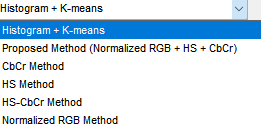 Histogram + K-means
Histogram + K-means
Proposed Method (Normalized RGB + HS + CbCr)
CbCr Method
HS Method
HS-CbCr Method
Normalized RGB Method